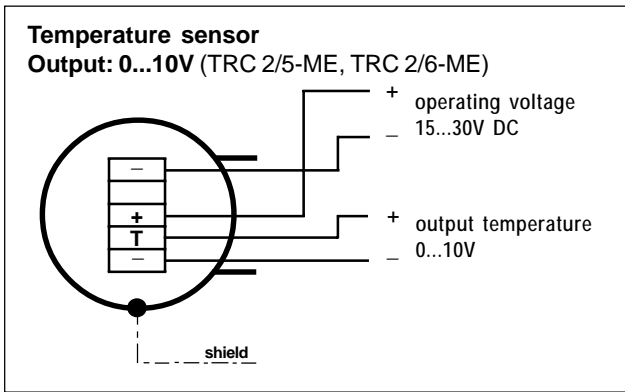 Temperature sensor
Output: 0...10V (TRC 2/5-ME, TRC 2/6-ME)
+ operating voltage
– 15...30V DC
–
+
T
–
+ output temperature
0...10V
–
shield